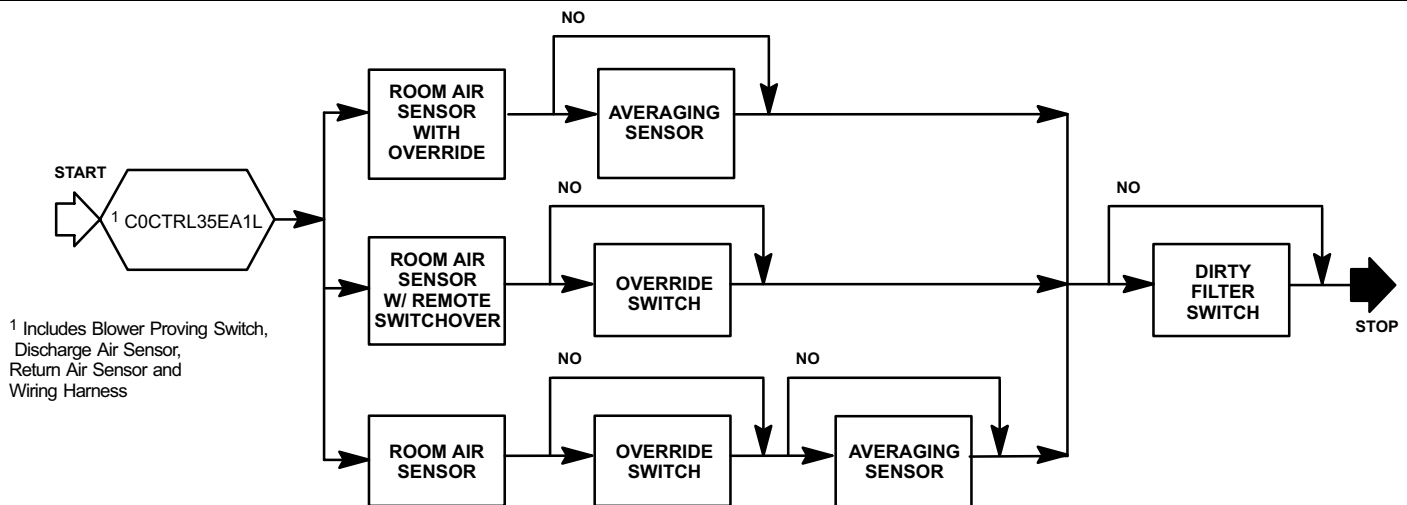 NO
ROOM AIR
SENSOR
WITH
OVERRIDE
AVERAGING
SENSOR
START
1 C0CTRL35EA1L
NO
ROOM AIR
SENSOR
W/ REMOTE
SWITCHOVER
OVERRIDE
SWITCH
NO
DIRTY
FILTER
SWITCH
STOP
1 Includes Blower Proving Switch,
Discharge Air Sensor,
Return Air Sensor and
Wiring Harness
NO
NO
ROOM AIR
SENSOR
OVERRIDE
SWITCH
AVERAGING
SENSOR